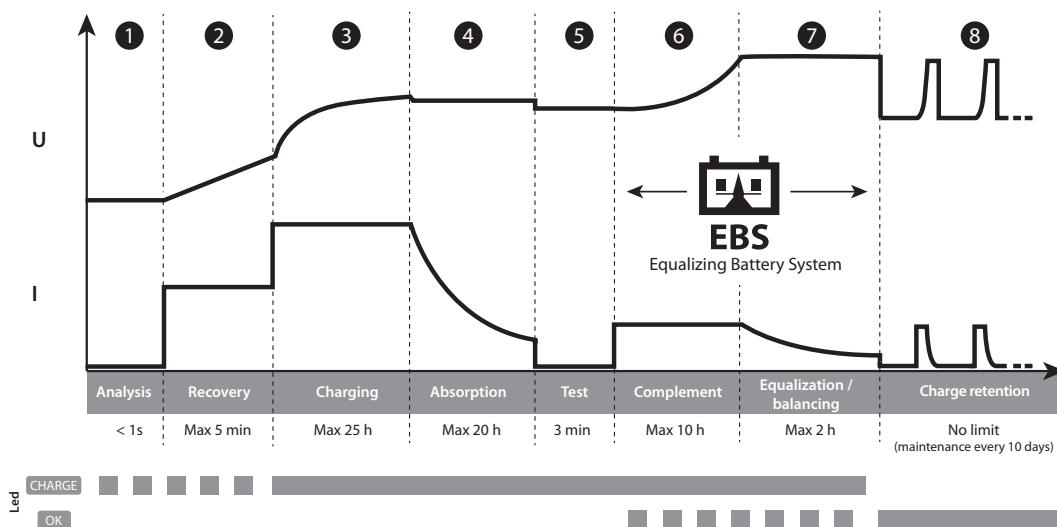 1 2 3 4 5 6 7 8
U
I
EBS
Equalizing Battery System
Analysis Recovery Charging Absorption Test Complement Equalization / Charge retention
balancing
< 1s Max 5 min Max 25 h Max 20 h 3 min Max 10 h Max 2 h No limit
(maintenance every 10 days)
Led
CHARGE
OK